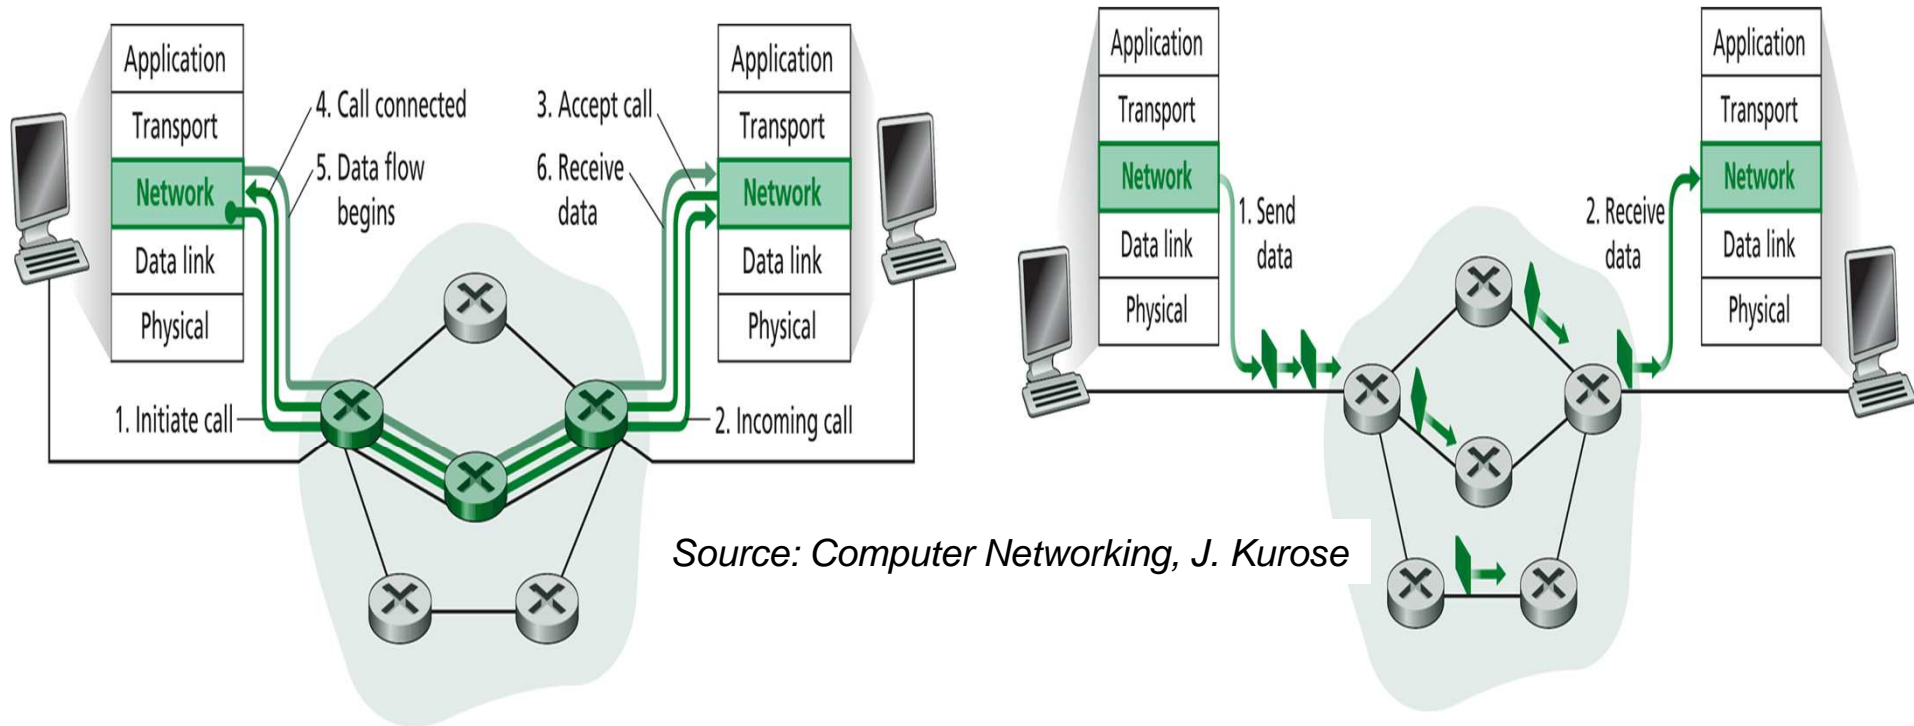 Application
Transport
Network
Data link
Physical
4. Call connected
5. Data flow
begins
3. Accept call
6. Receive
data
Application
Transport
Network
Data link
Physical
1. Initiate call
2. Incoming call
Application
Transport
Network
Data link
Physical
1. Send
data
2. Receive
data
Application
Transport
Network
Data link
Physical
Source: Computer Networking, J. Kurose